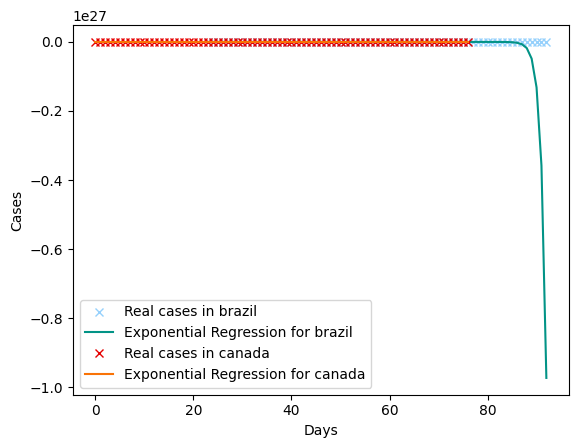 1e27
0.0
−0.2
−0.4
−0.6
−0.8
−1.0
Cases
Real cases in brazil
Exponential Regression for brazil
Real cases in canada
Exponential Regression for canada
0 20 40 60 80
Days